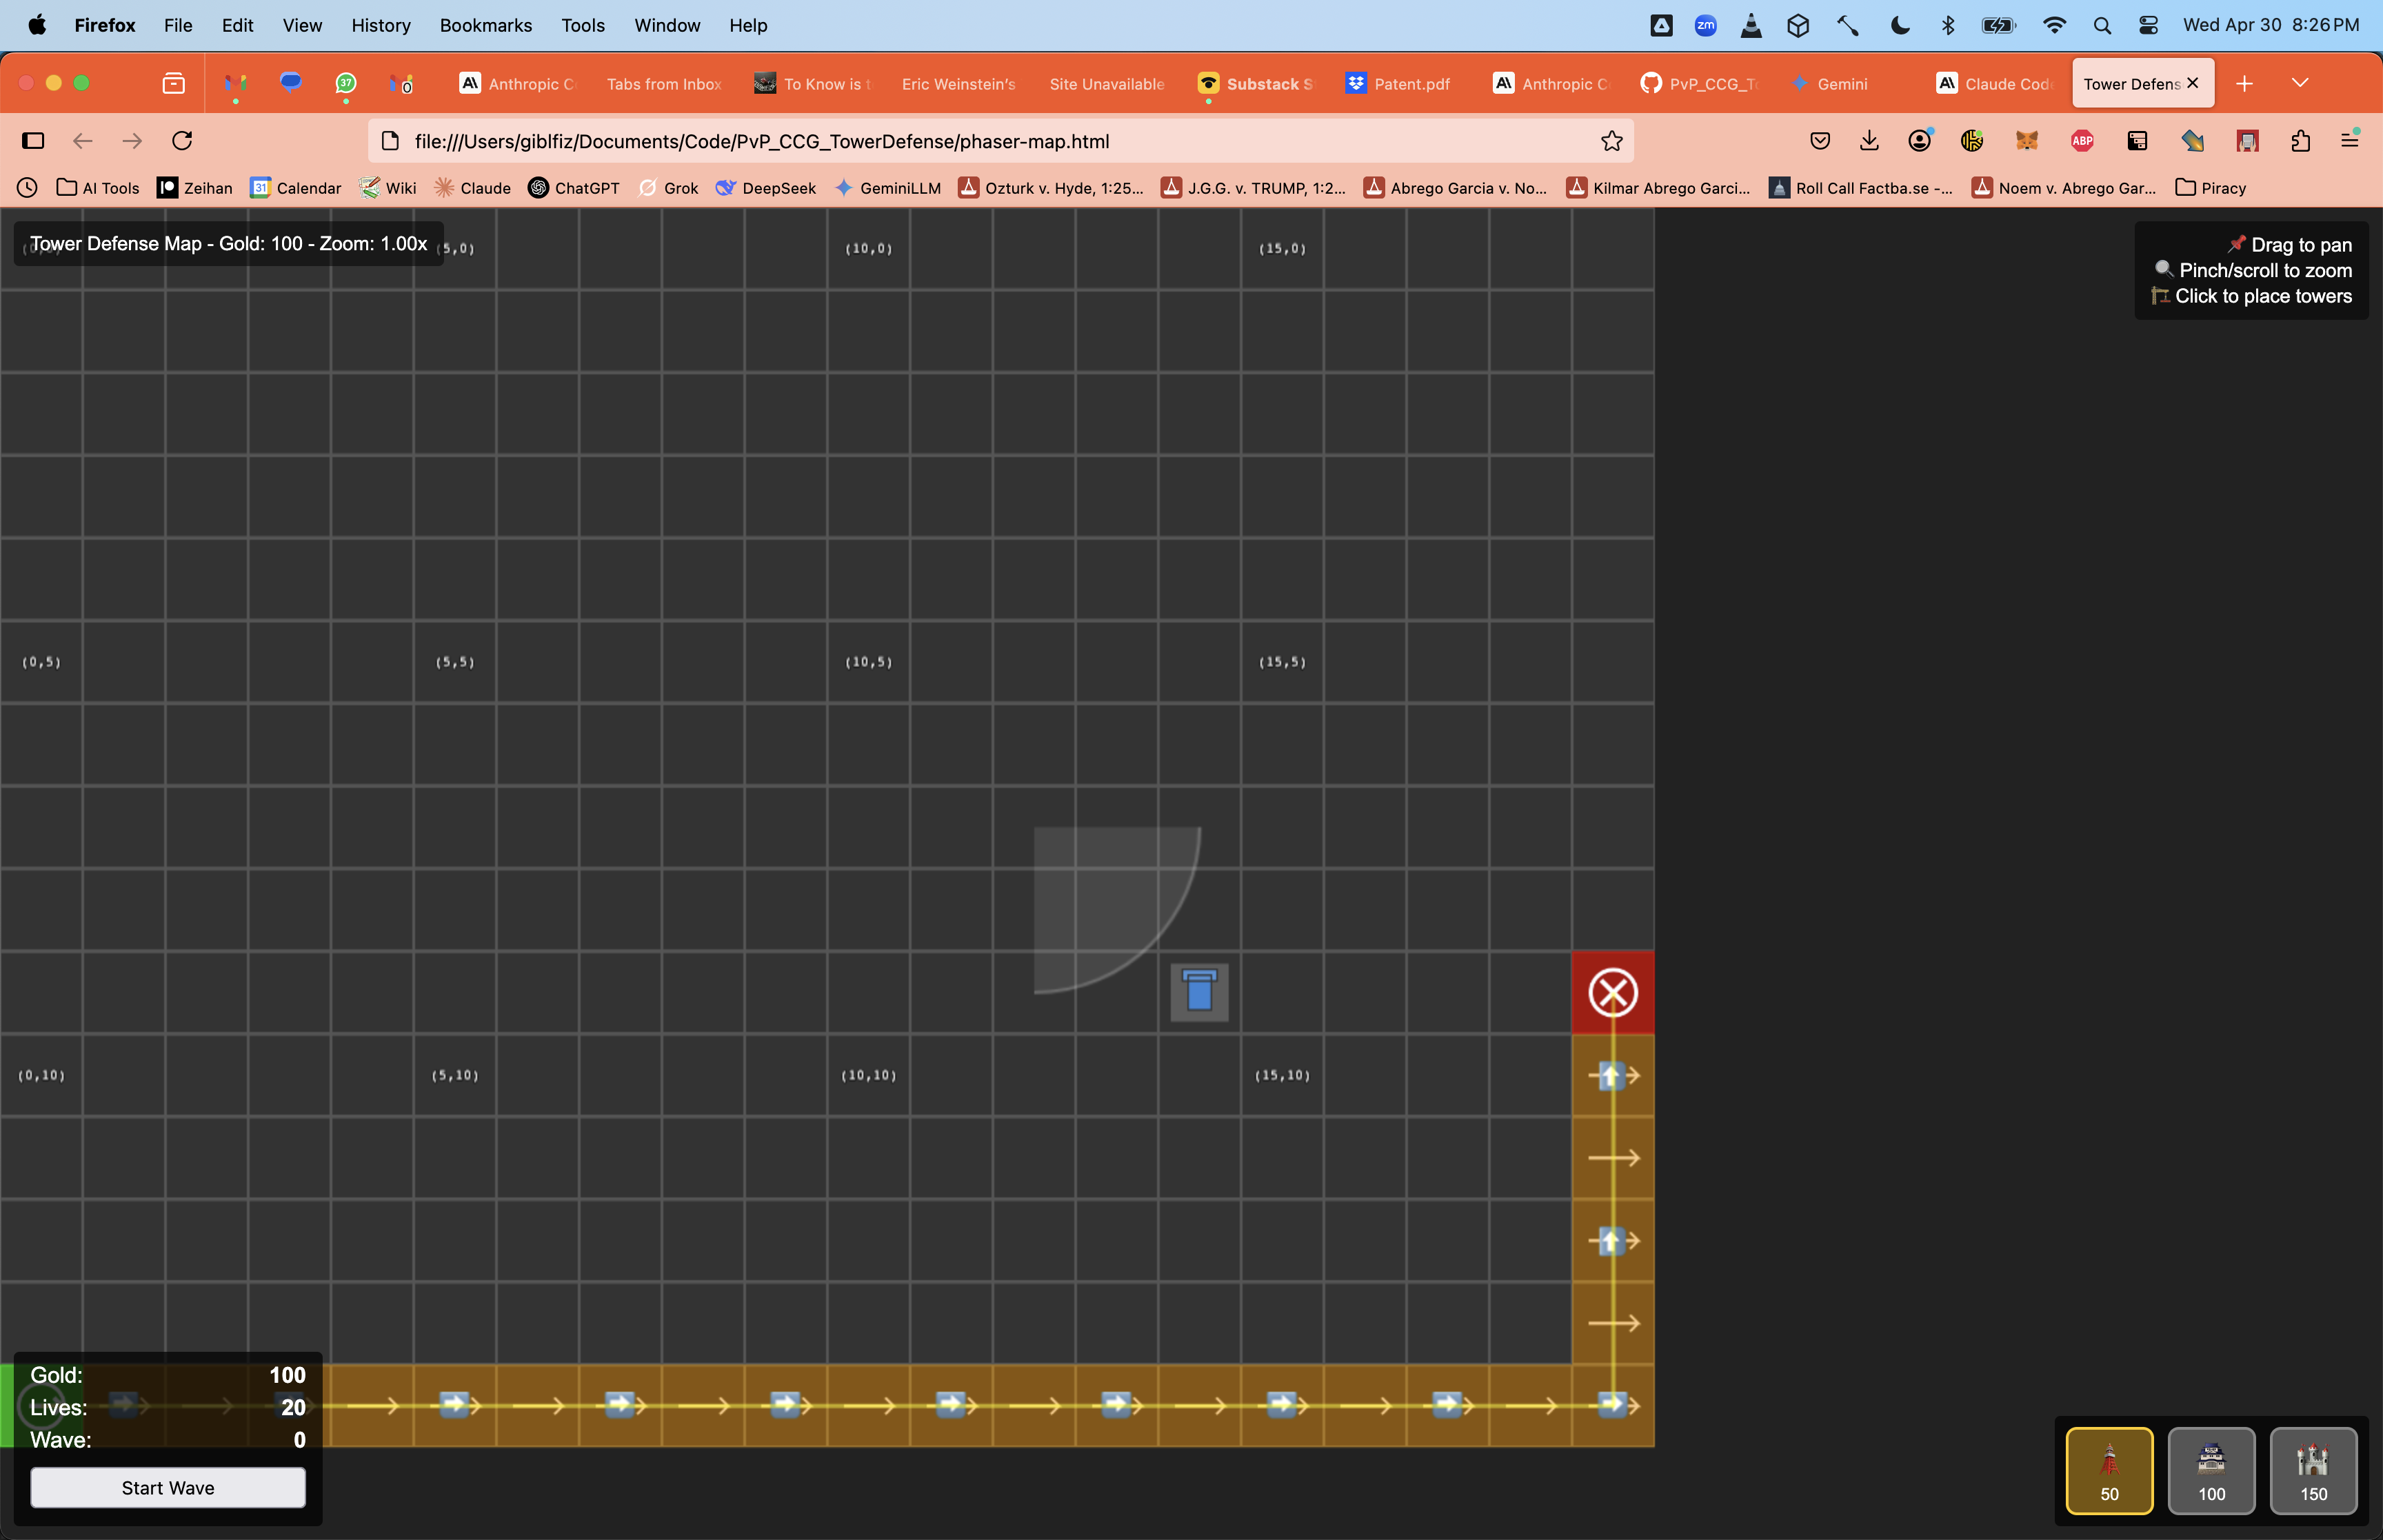 Firefox File Edit View History Bookmarks Tools Window Help
Wed Apr 30 8:26 PM
37
Anthropic C
Tabs from Inbox
To Know is
Eric Weinstein's
Site Unavailable
Substack S
Patent.pdf
Anthropic C
PvP_CCG_T
Gemini
Claude Cod
Tower Defens
file:///Users/giblfiz/Documents/Code/PvP_CCG_TowerDefense/phaser-map.html
ABP
AI Tools
Zeihan
31
Calendar
Wiki
Claude
ChatGPT
Grok
DeepSeek
GeminiLLM
Ozturk v. Hyde, 1:25...
J.G.G. v. TRUMP, 1:2...
Abrego Garcia v. No...
Kilmar Abrego Garci...
Roll Call Factba.se -...
Noem v. Abrego Gar...
Piracy
Tower Defense Map - Gold: 100 - Zoom: 1.00x
(5,0)
(10,0)
(15,0)
Drag to pan
Pinch/scroll to zoom
Click to place towers
(0,5)
(5,5)
(10,5)
(15,5)
(0,10)
(5,10)
(10,10)
(15,10)
Gold: 100
Lives: 20
Wave: 0
Start Wave
50
100
150